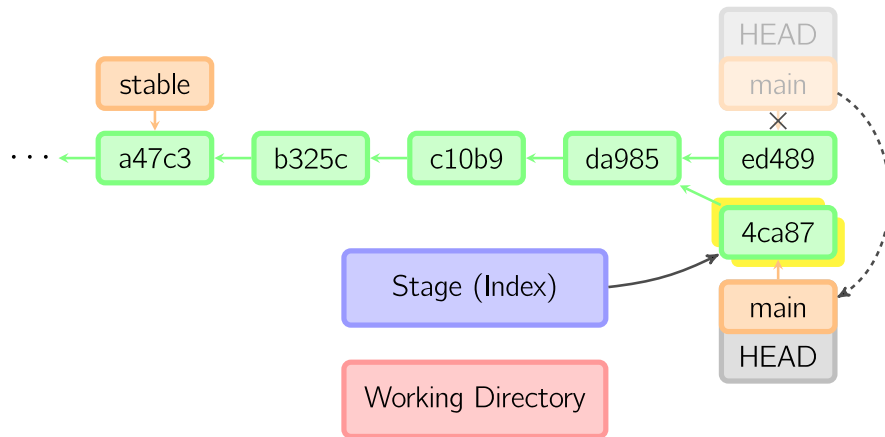 HEAD
stable
main
...
a47c3
b325c
c10b9
da985
ed489
4ca87
Stage (Index)
main
HEAD
Working Directory